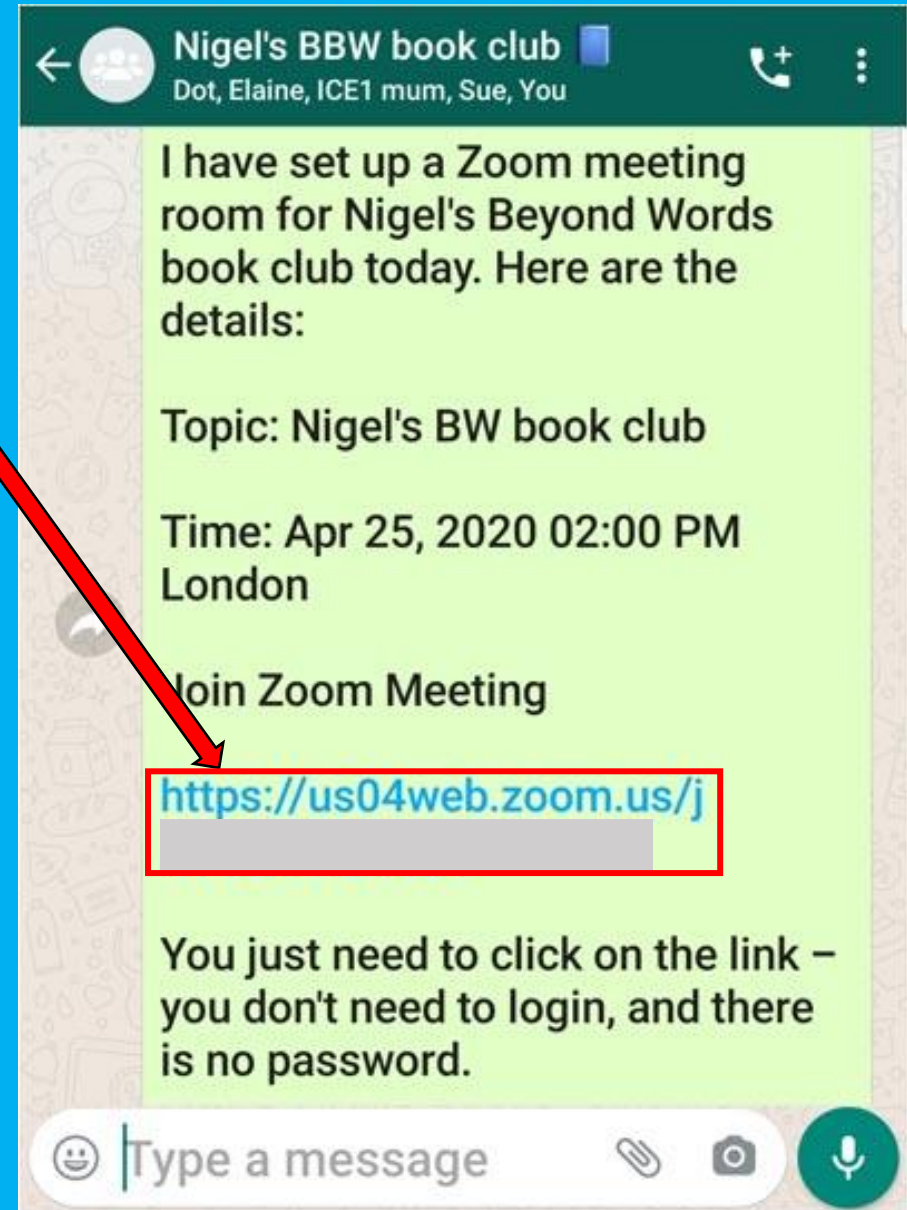 Nigel's BBW book club 📘
Dot, Elaine, ICE1 mum, Sue, You
I have set up a Zoom meeting
room for Nigel's Beyond Words
book club today. Here are the
details:
Topic: Nigel's BW book club
Time: Apr 25, 2020 02:00 PM
London
Join Zoom Meeting
https://us04web.zoom.us/j
You just need to click on the link –
you don't need to login, and there
is no password.
Type a message